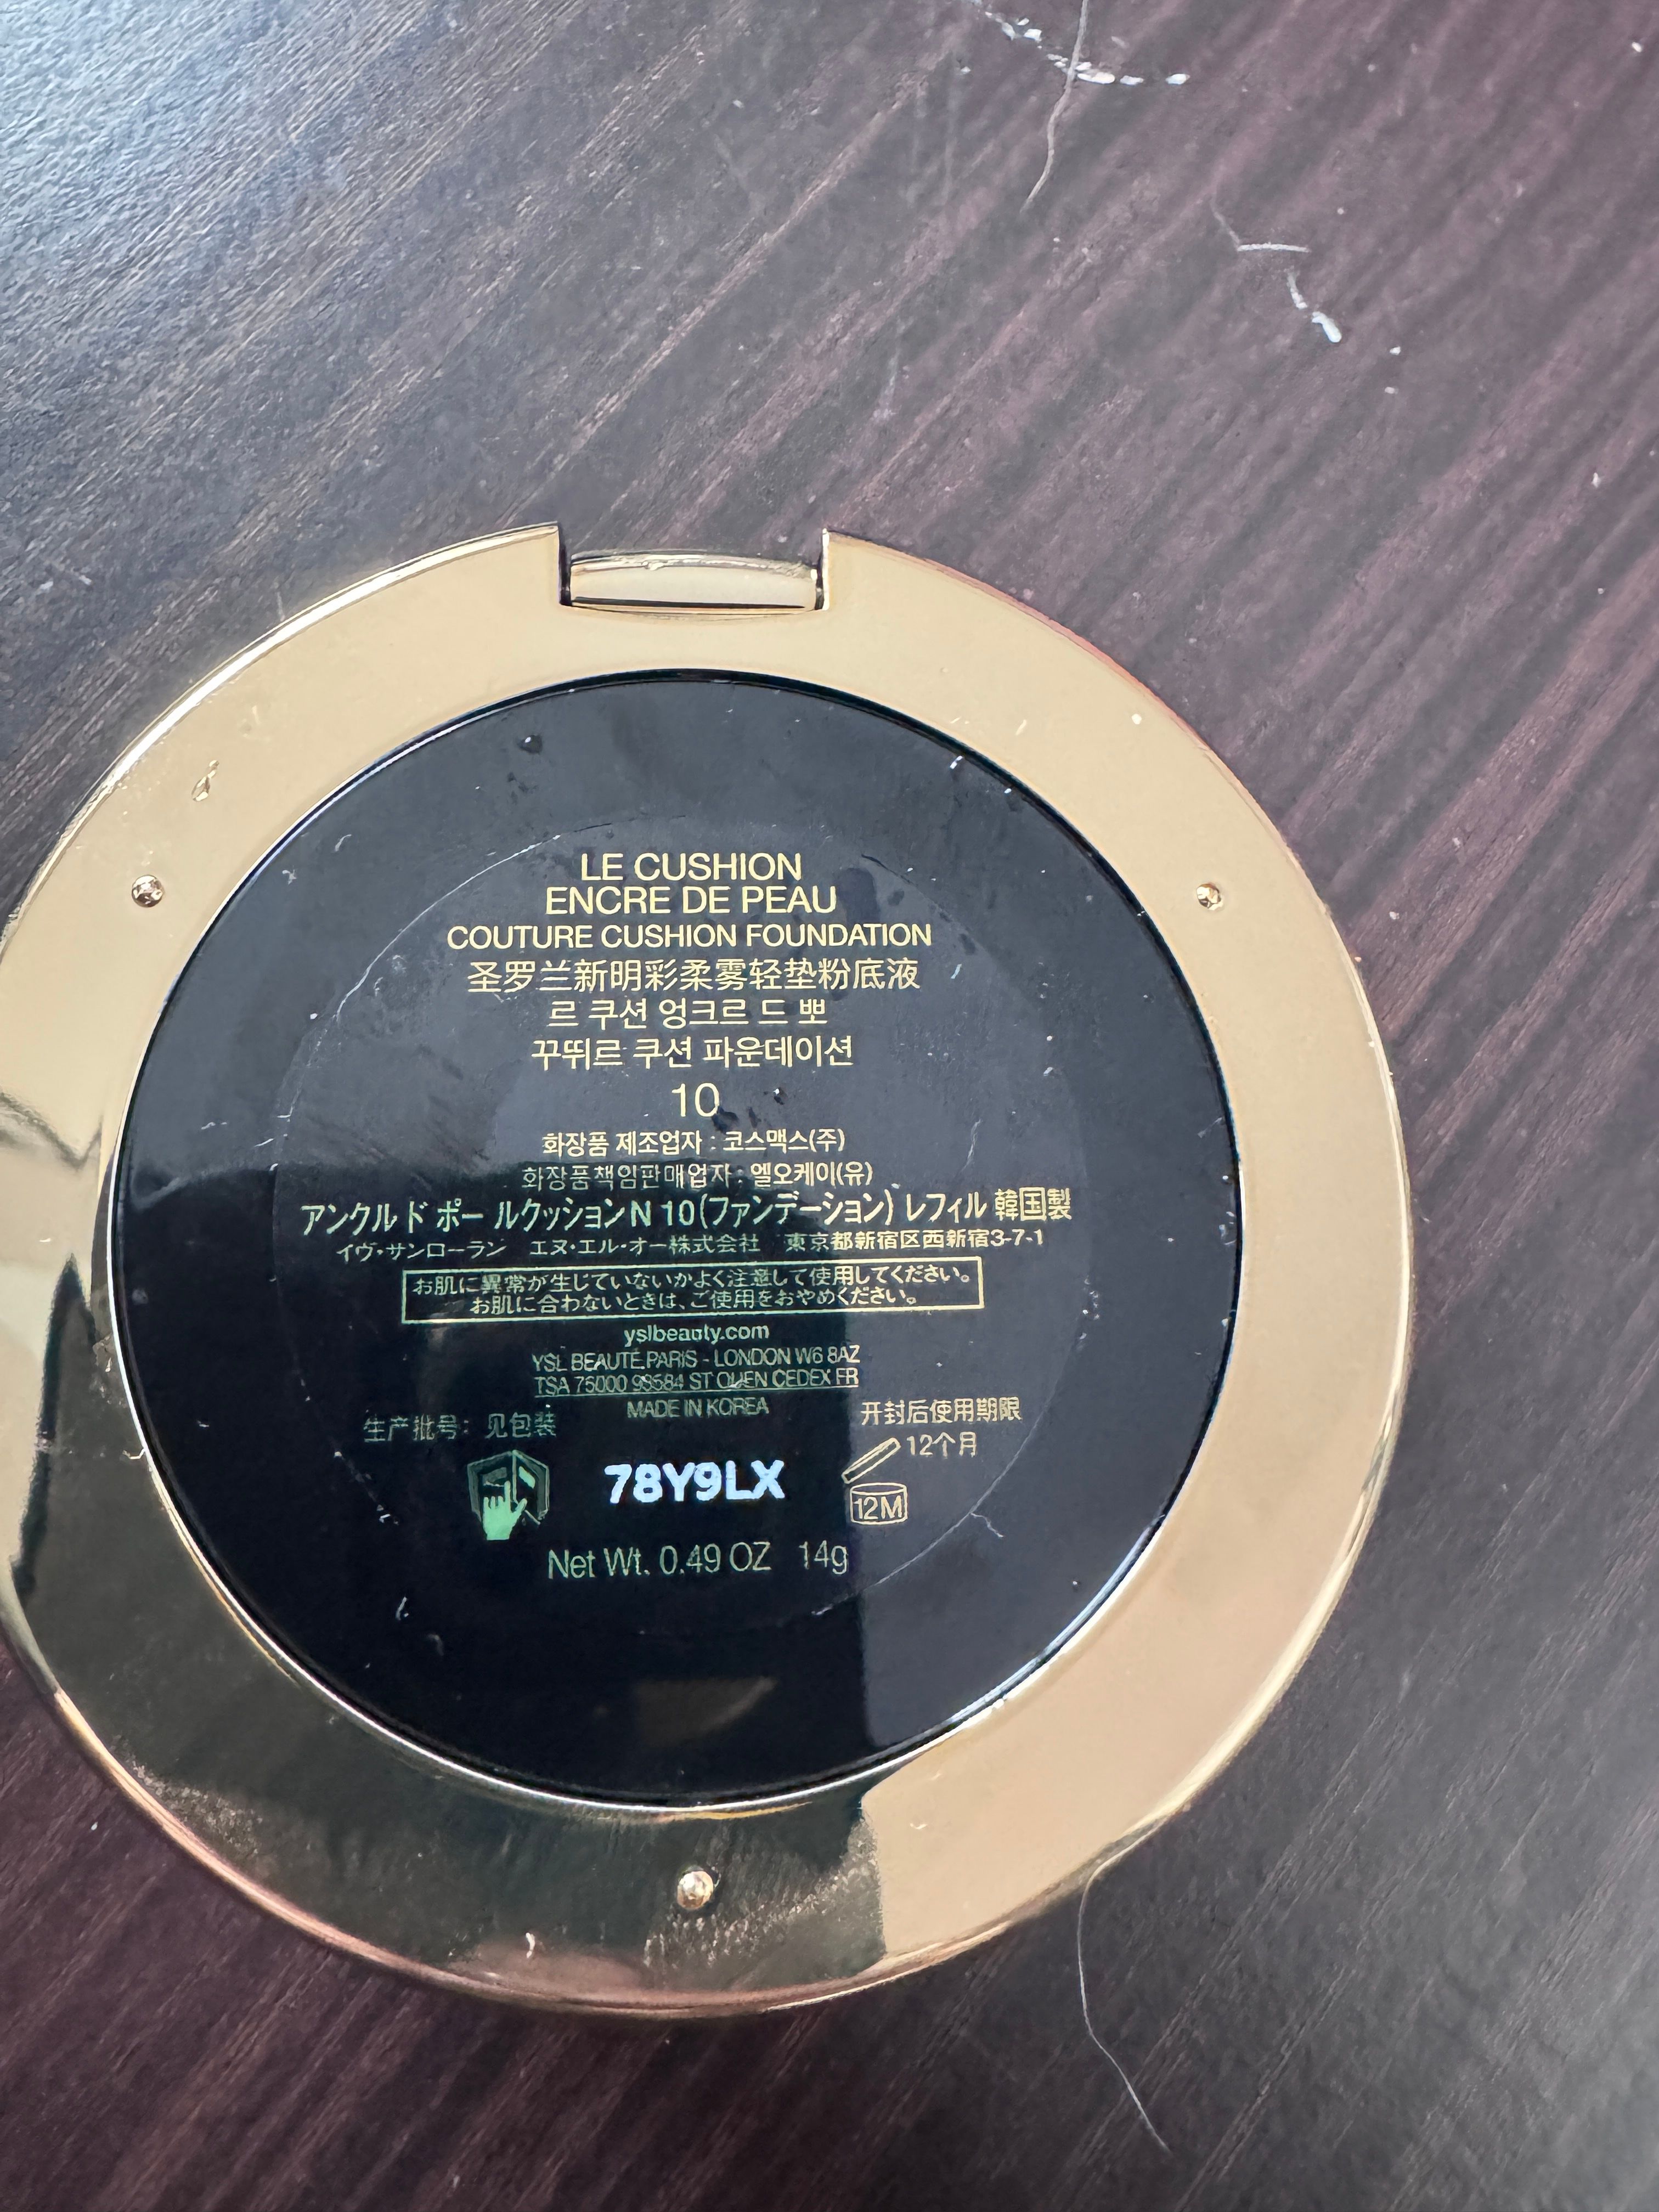 LE CUSHION
ENCRE DE PEAU
COUTURE CUSHION FOUNDATION
圣罗兰新明彩柔雾轻垫粉底液
르 쿠션 엉크르 드 뽀
꾸뛰르 쿠션 파운데이션
10
화장품 제조업자 : 코스맥스(주)
화장품책임판매업자 : 엘오케이(유)
アンクル ド ポー ルクッション N 10 (ファンデーション) レフィル 韓国製
イヴ・サンローラン エヌ・エル・オー株式会社 東京都新宿区西新宿3-7-1
お肌に異常が生じていないかよく注意して使用してください。
お肌に合わないときは、ご使用をおやめください。
yslbeauty.com
YSL BEAUTÉ PARIS - LONDON W6 8AZ
TSA 75000 93584 ST OUEN CEDEX FR
MADE IN KOREA
生产批号：见包装
开封后使用期限
12个月
12M
78Y9LX
Net Wt. 0.49 OZ 14g